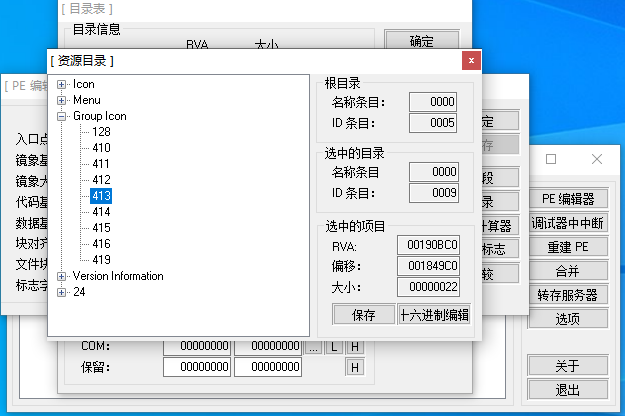 [ 目录表 ]
目录信息
RVA 大小
确定
[ PE 编辑
[ 资源目录 ]
x
Icon
Menu
Group Icon
128
410
411
412
413
414
415
416
419
Version Information
24
根目录
名称条目: 0000
ID 条目: 0005
选中的目录
名称条目 0000
ID 条目: 0009
选中的项目
RVA: 00190BC0
偏移: 001849C0
大小: 00000022
保存 十六进制编辑
入口点
镜象基
镜象大
代码基
数据基
块对齐
文件块
标志字
定
存
段
录
计算器
标志
较
PE 编辑器
调试器中中断
重建 PE
合并
转存服务器
选项
关于
退出
COM: 00000000 00000000 ... L H
保留: 00000000 00000000 H